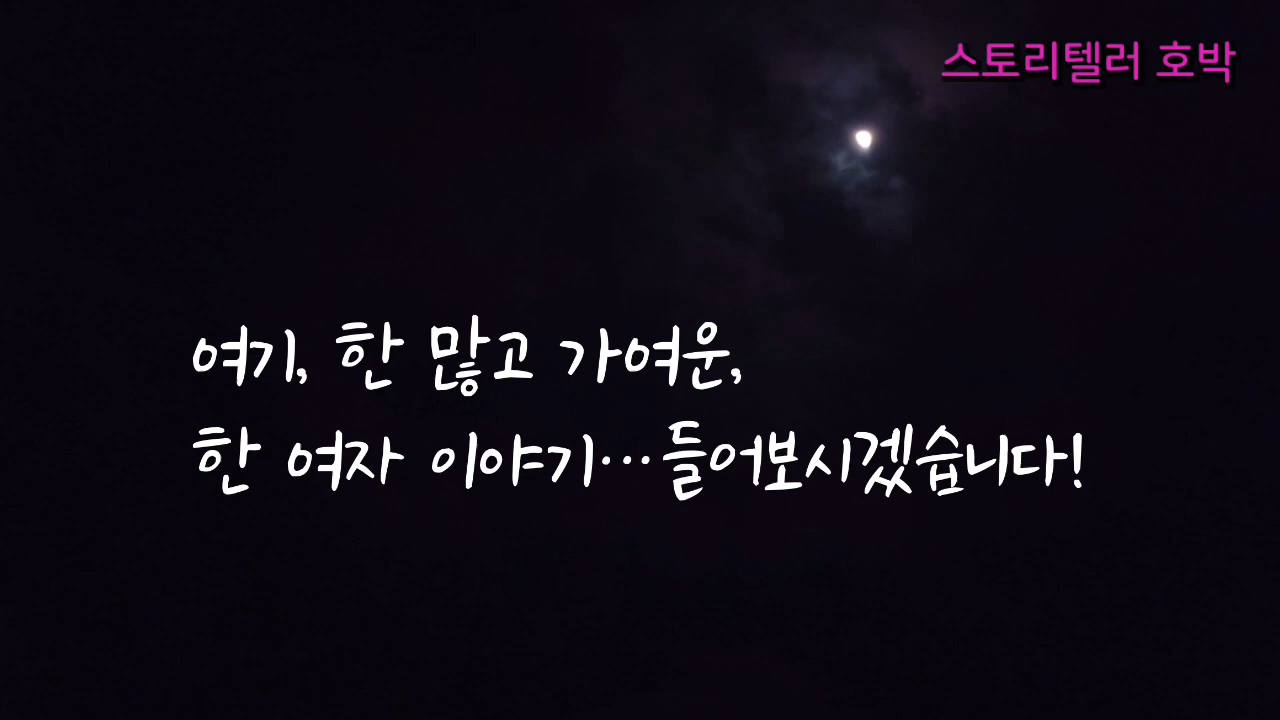 스토리텔러 호박
여기, 한 많고 가여운,
한 여자 이야기...들어보시겠습니다!